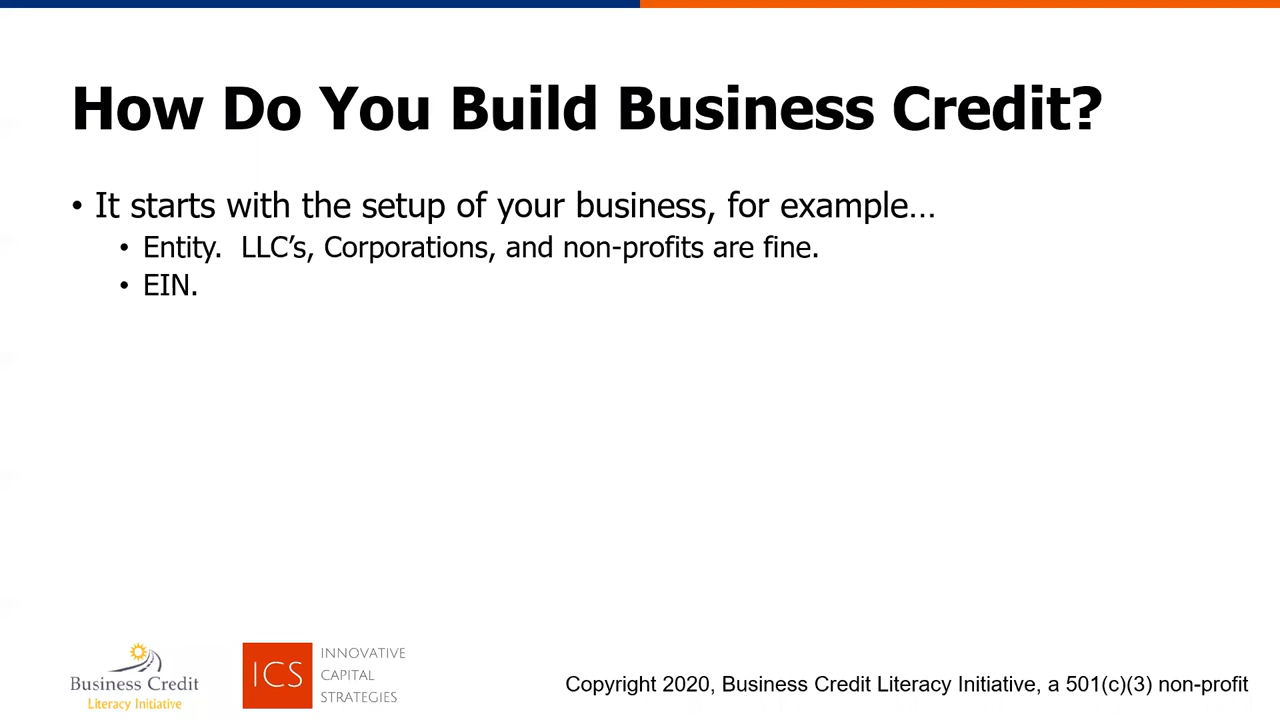 How Do You Build Business Credit?
• It starts with the setup of your business, for example…
• Entity.  LLC’s, Corporations, and non-profits are fine.
• EIN.
Business Credit
Literacy Initiative
ICS
INNOVATIVE
CAPITAL
STRATEGIES
Copyright 2020, Business Credit Literacy Initiative, a 501(c)(3) non-profit